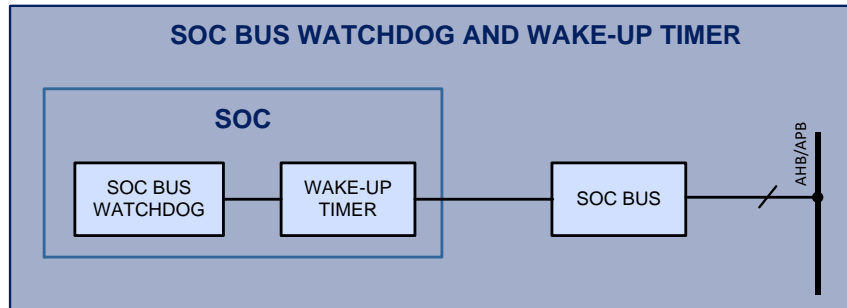 SOC BUS WATCHDOG AND WAKE-UP TIMER
SOC
SOC BUS
WATCHDOG
WAKE-UP
TIMER
SOC BUS
AHB/APB